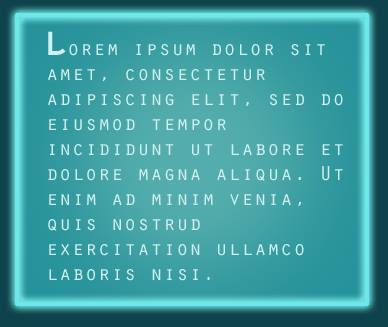 Lorem ipsum dolor sit
amet, consectetur
adipiscing elit, sed do
eiusmod tempor
incididunt ut labore et
dolore magna aliqua. Ut
enim ad minim venia,
quis nostrud
exercitation ullamco
laboris nisi.